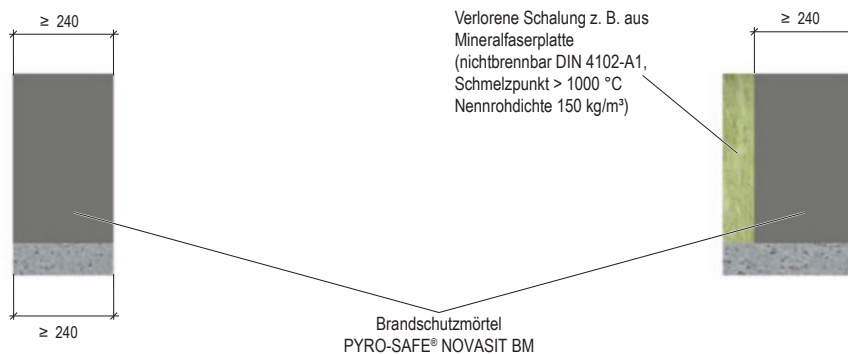 ≥ 240
Verlorene Schalung z. B. aus
Mineralfaserplatte
(nichtbrennbar DIN 4102-A1,
Schmelzpunkt > 1000 °C
Nennrohdichte 150 kg/m³)
≥ 240
≥ 240
Brandschutzmörtel
PYRO-SAFE® NOVASIT BM